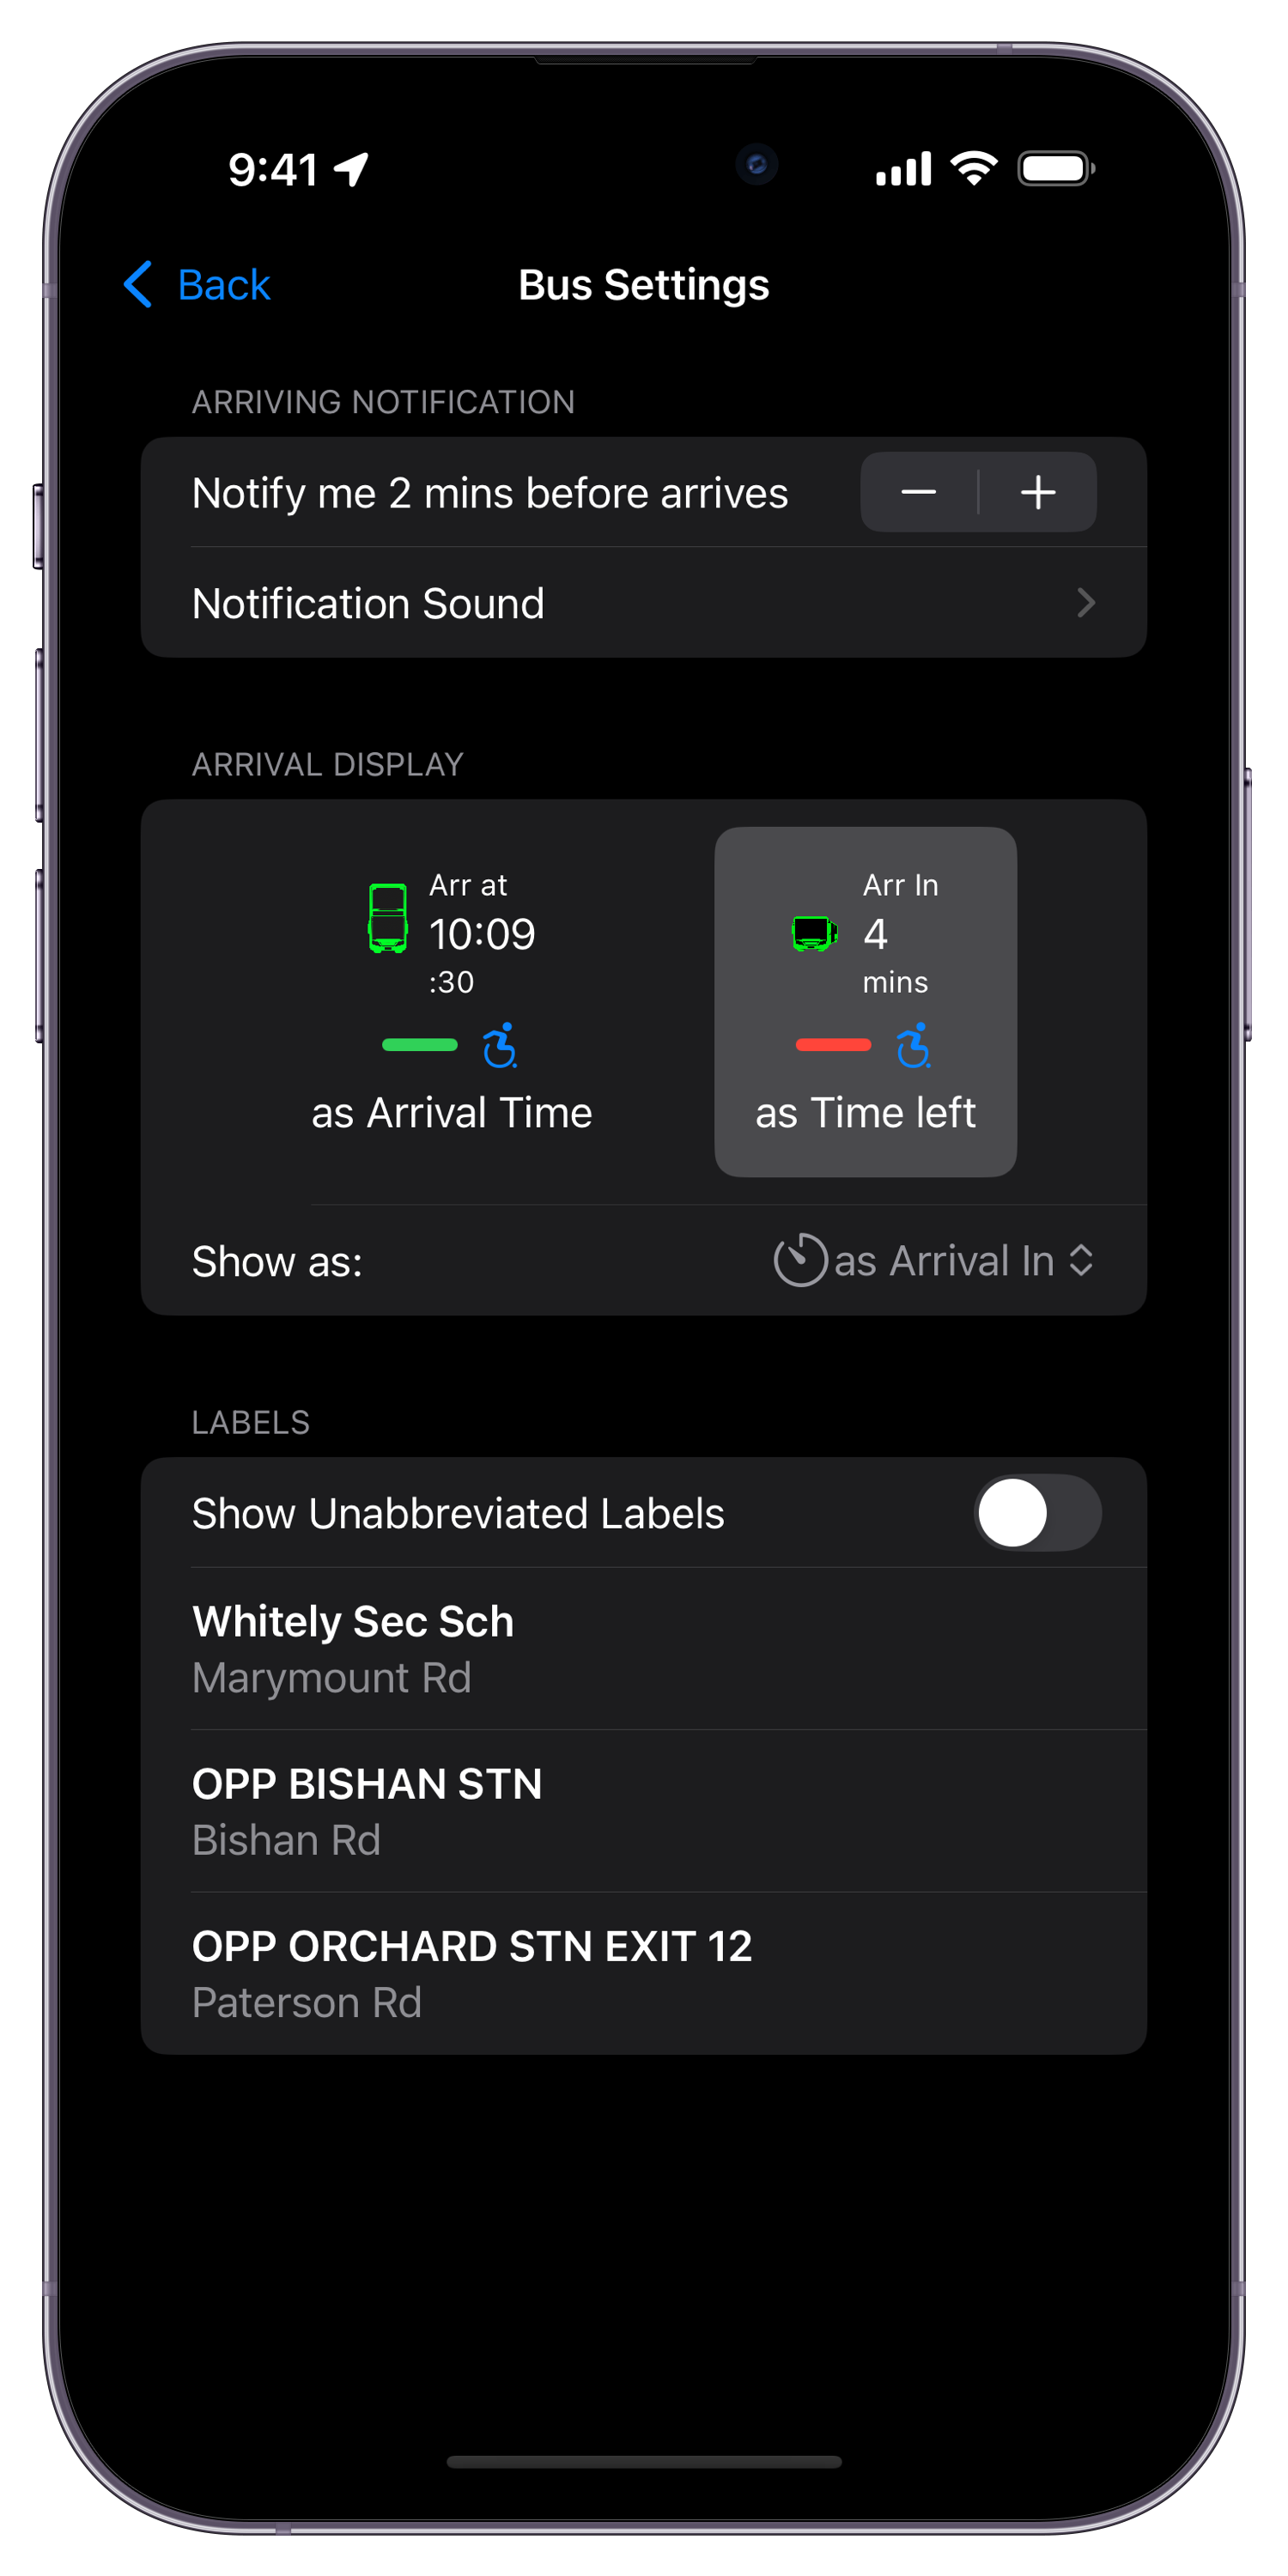 9:41
Back
Bus Settings
ARRIVING NOTIFICATION
Notify me 2 mins before arrives
Notification Sound
ARRIVAL DISPLAY
Arr at
10:09
:30
as Arrival Time
Arr In
4
mins
as Time left
Show as:
as Arrival In
LABELS
Show Unabbreviated Labels
Whitely Sec Sch
Marymount Rd
OPP BISHAN STN
Bishan Rd
OPP ORCHARD STN EXIT 12
Paterson Rd